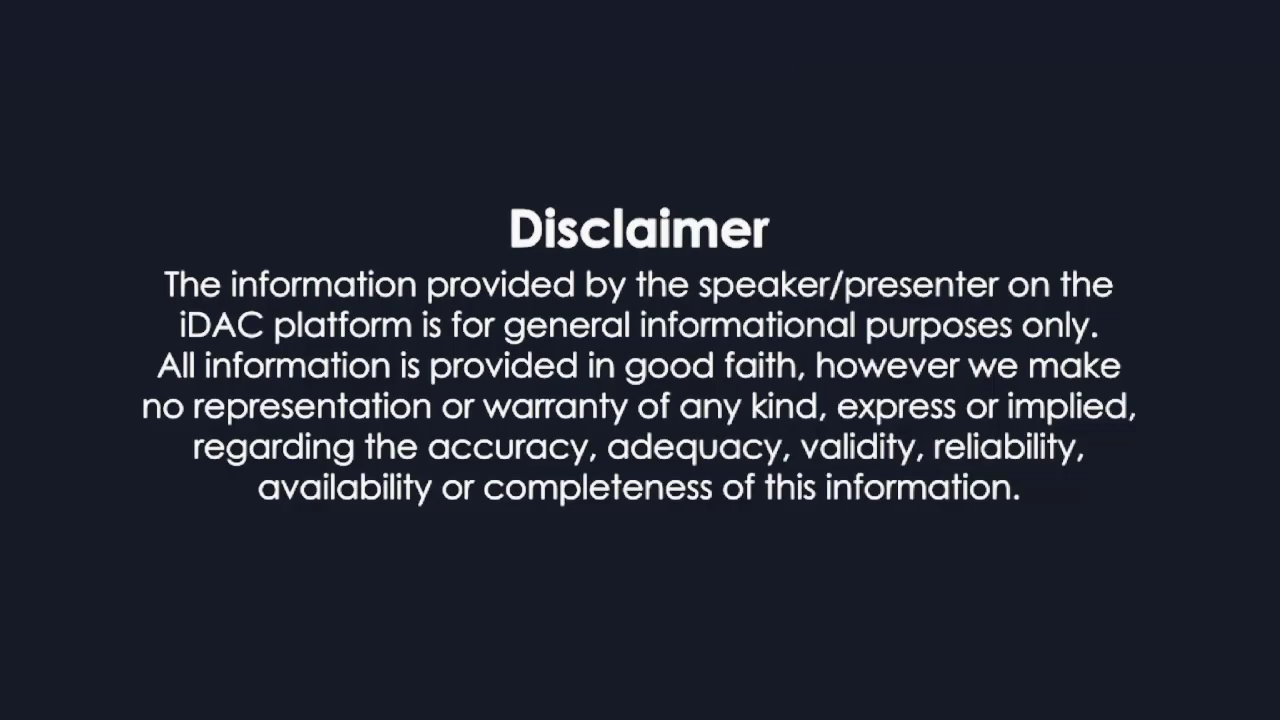 Disclaimer
The information provided by the speaker/presenter on the
iDAC platform is for general informational purposes only.
All information is provided in good faith, however we make
no representation or warranty of any kind, express or implied,
regarding the accuracy, adequacy, validity, reliability,
availability or completeness of this information.